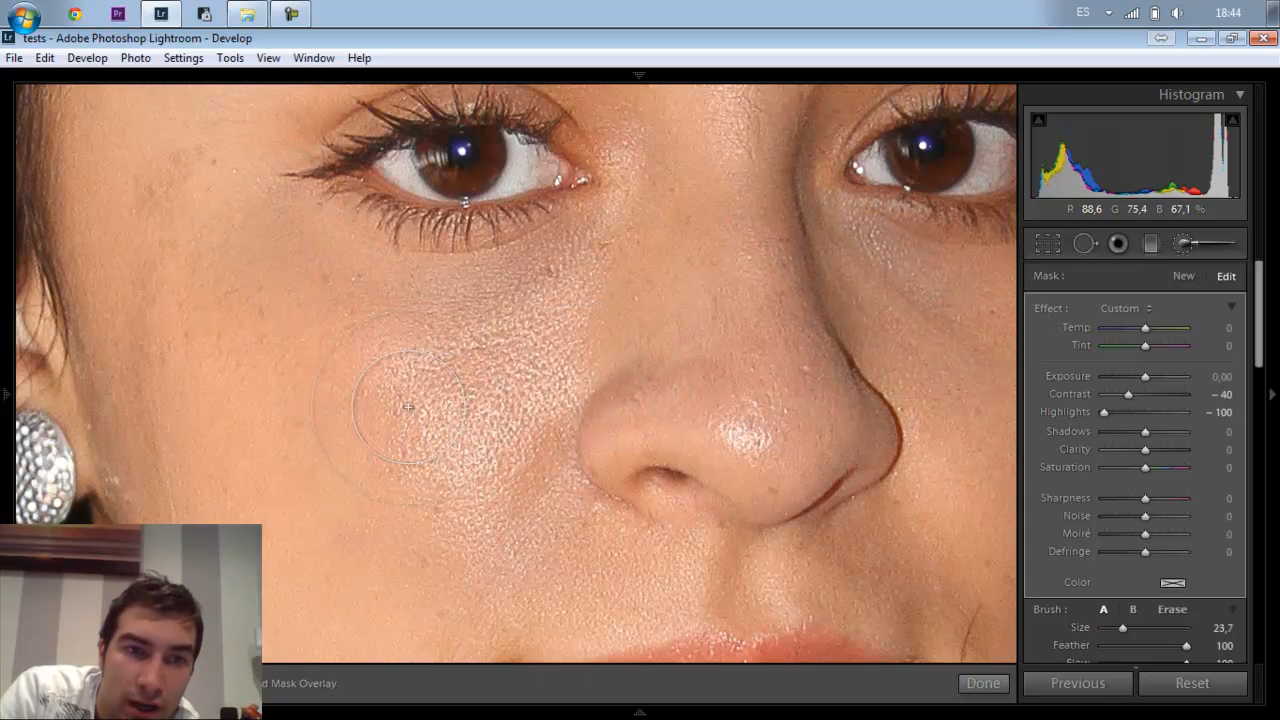 ES
18:44
Pr
Lr
Lr
tests - Adobe Photoshop Lightroom - Develop
File Edit Develop Photo Settings Tools View Window Help
Histogram
R 88,6 G 75,4 B 67,1 %
Mask : New Edit
Effect : Custom
Temp 0
Tint 0
Exposure 0,00
Contrast – 40
Highlights – 100
Shadows 0
Clarity 0
Saturation 0
Sharpness 0
Noise 0
Moiré 0
Defringe 0
Color
Brush : A B Erase
Size 23,7
Feather 100
d Mask Overlay
Done
Previous Reset